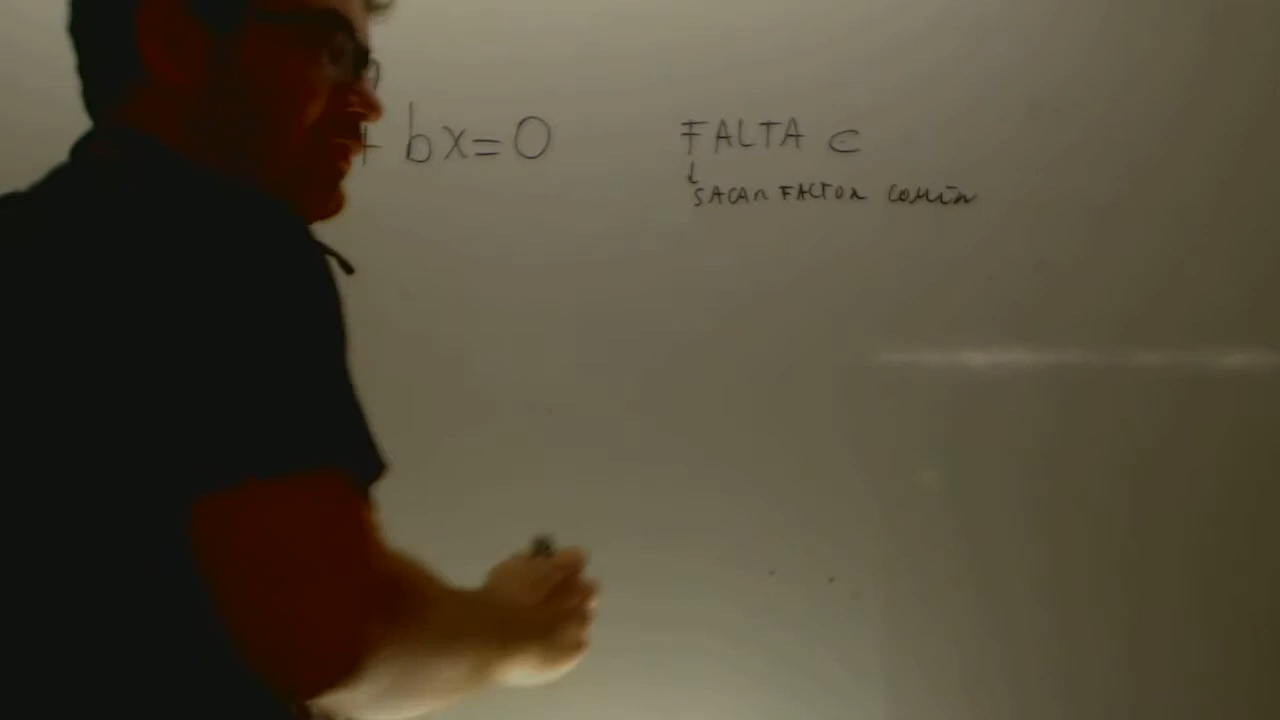 + bx=0 FALTA c
↓
SACAR FACTOR COMÚN